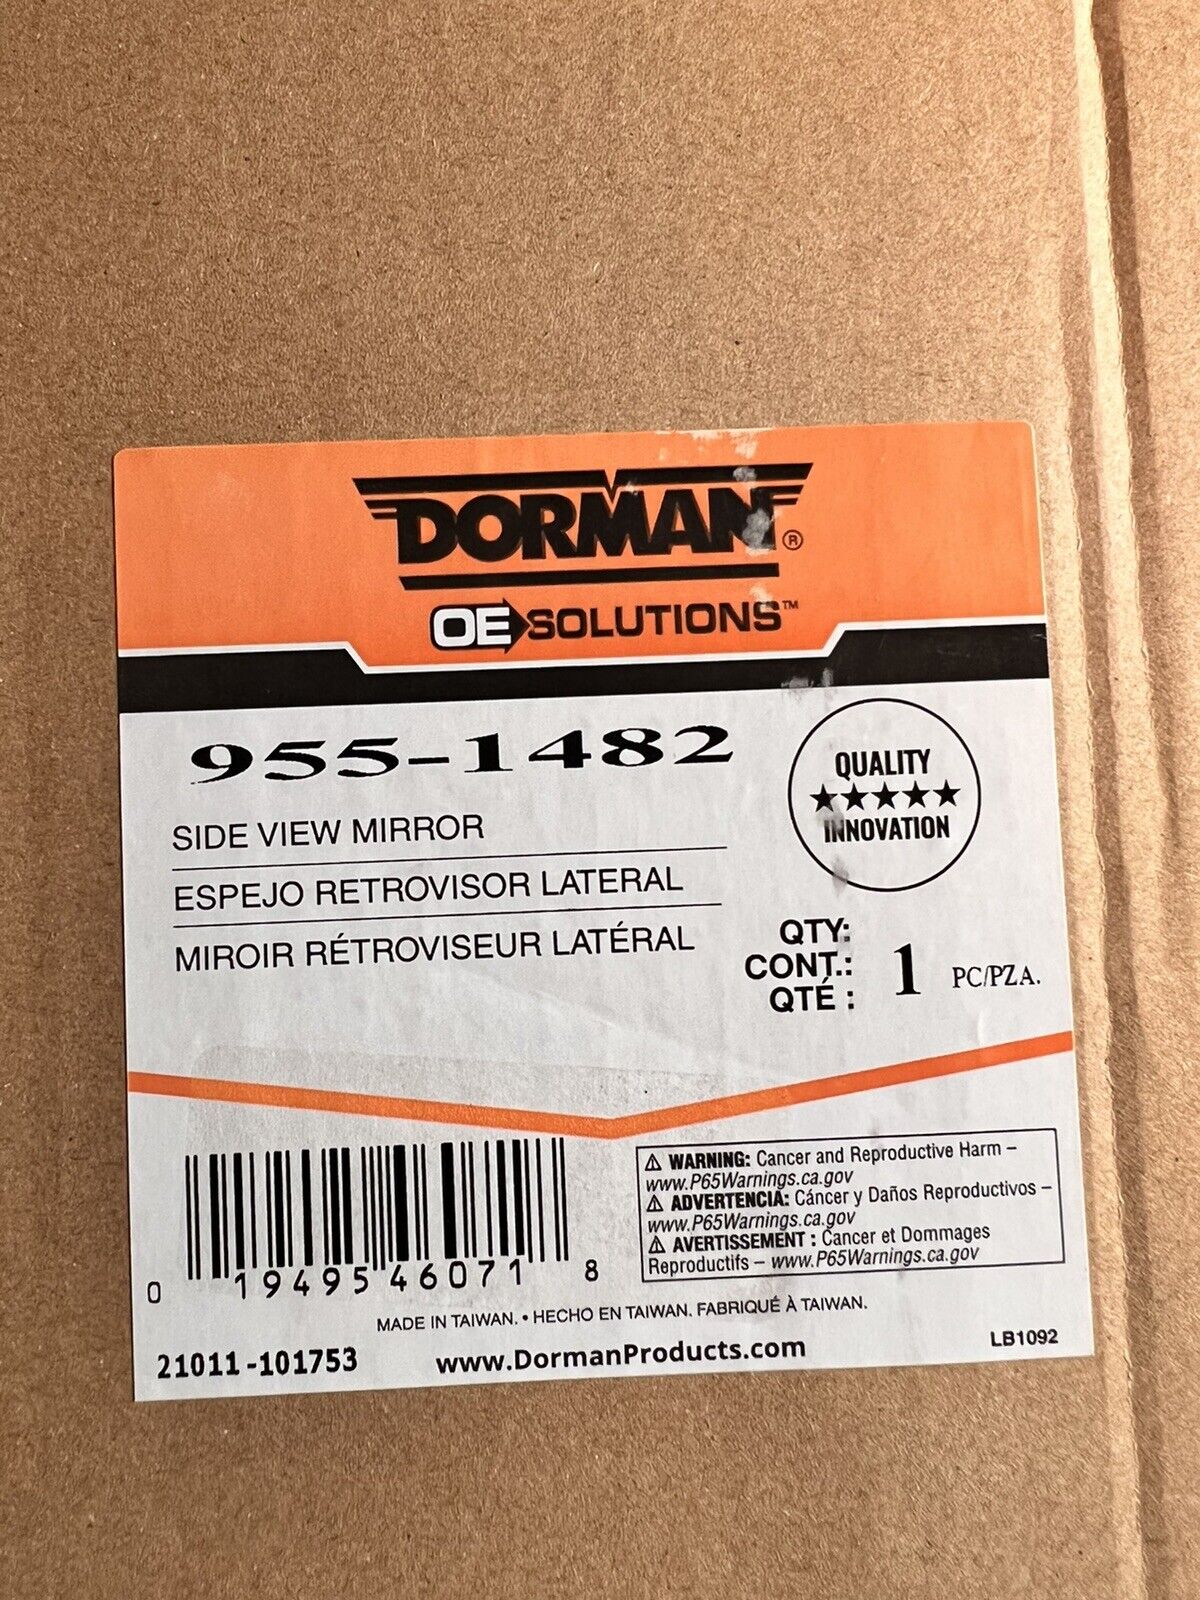 DORMAN®
OE SOLUTIONS™
955-1482
SIDE VIEW MIRROR
ESPEJO RETROVISOR LATERAL
MIROIR RÉTROVISEUR LATÉRAL
QUALITY
★★★★★
INNOVATION
QTY:
CONT.:
QTÉ :
1 PC/PZA.
⚠ WARNING: Cancer and Reproductive Harm –
www.P65Warnings.ca.gov
⚠ ADVERTENCIA: Cáncer y Daños Reproductivos –
www.P65Warnings.ca.gov
⚠ AVERTISSEMENT : Cancer et Dommages
Reproductifs – www.P65Warnings.ca.gov
0 19495 46071 8
MADE IN TAIWAN. • HECHO EN TAIWAN. FABRIQUÉ À TAIWAN.
21011-101753
www.DormanProducts.com
LB1092